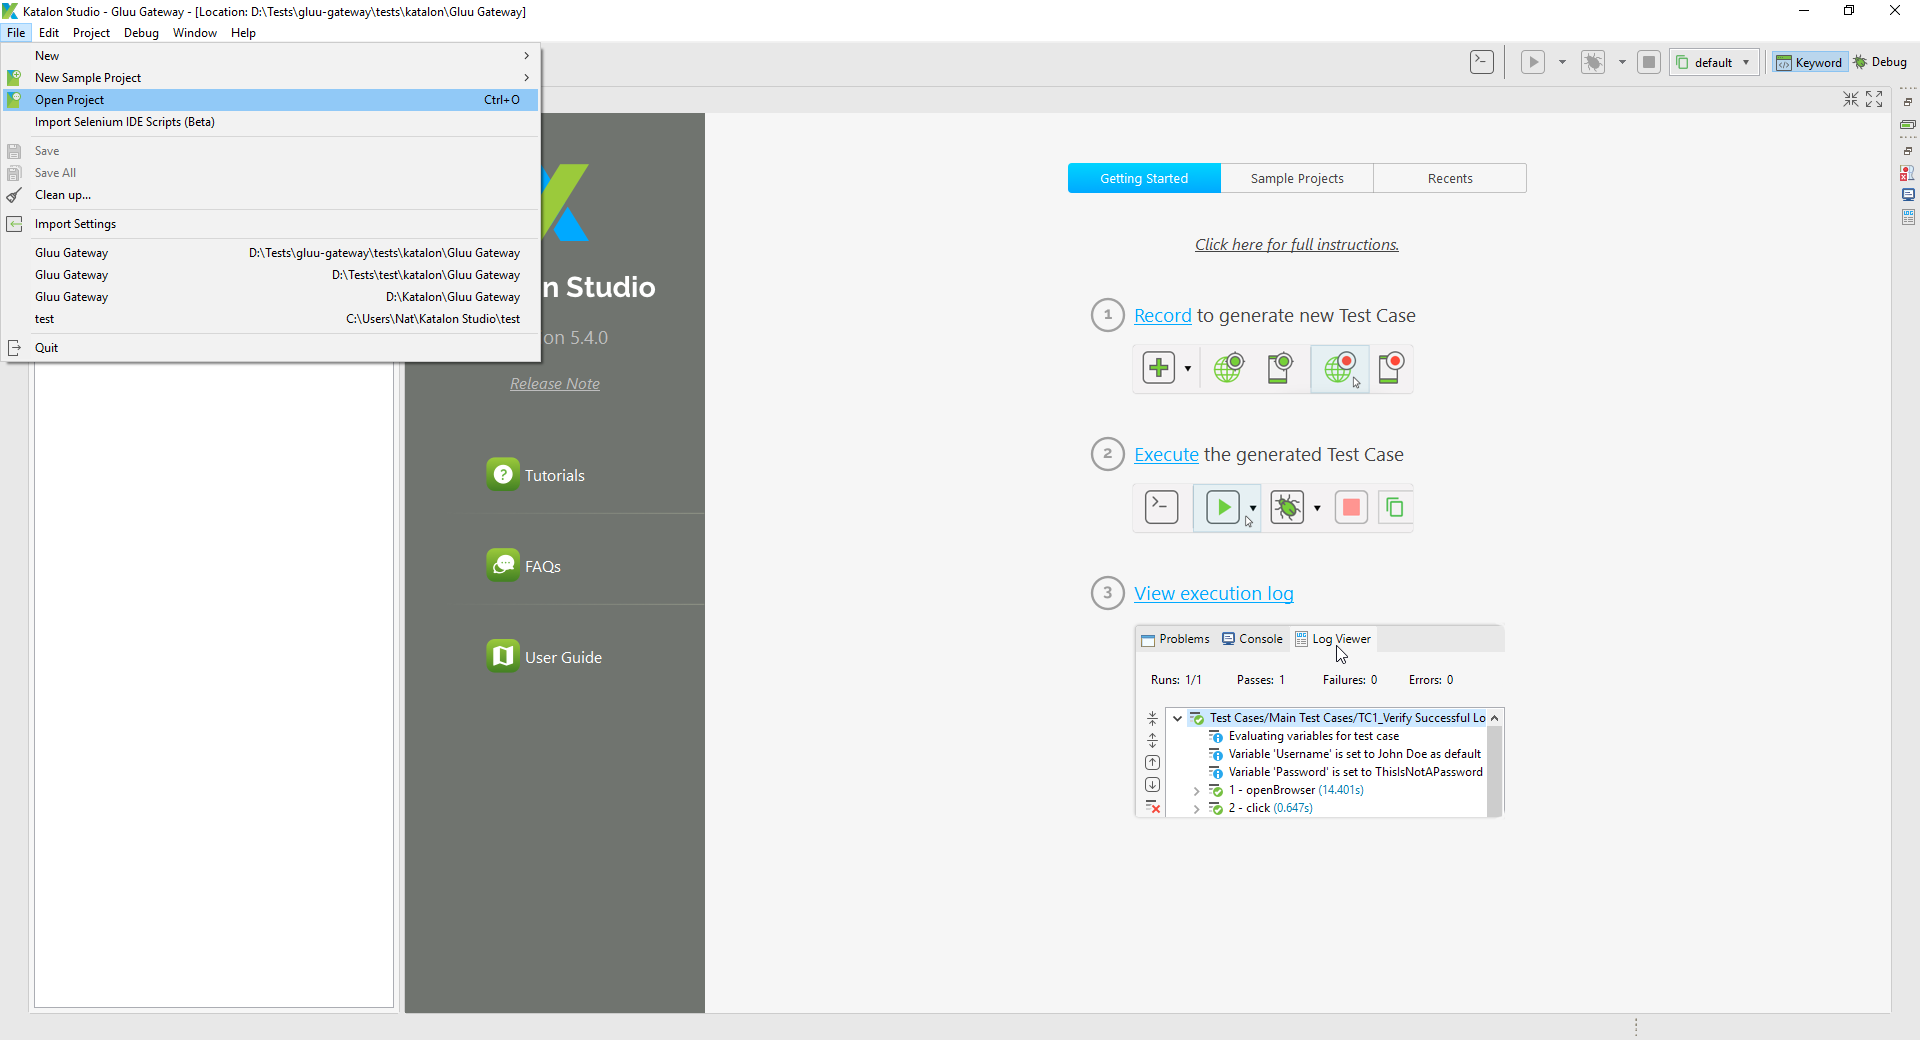 Katalon Studio - Gluu Gateway - [Location: D:\Tests\gluu-gateway\tests\katalon\Gluu Gateway]
File Edit Project Debug Window Help
New
New Sample Project
Open Project Ctrl+O
Import Selenium IDE Scripts (Beta)
Save
Save All
Clean up...
Import Settings
Gluu Gateway D:\Tests\gluu-gateway\tests\katalon\Gluu Gateway
Gluu Gateway D:\Tests\test\katalon\Gluu Gateway
Gluu Gateway D:\Katalon\Gluu Gateway
test C:\Users\Nat\Katalon Studio\test
Quit
default Keyword Debug
n Studio
on 5.4.0
Release Note
Tutorials
FAQs
User Guide
Getting Started Sample Projects Recents
Click here for full instructions.
1 Record to generate new Test Case
2 Execute the generated Test Case
3 View execution log
Problems Console Log Viewer
Runs: 1/1 Passes: 1 Failures: 0 Errors: 0
Test Cases/Main Test Cases/TC1_Verify Successful Lo
Evaluating variables for test case
Variable 'Username' is set to John Doe as default
Variable 'Password' is set to ThisIsNotAPassword
1 - openBrowser (14.401s)
2 - click (0.647s)